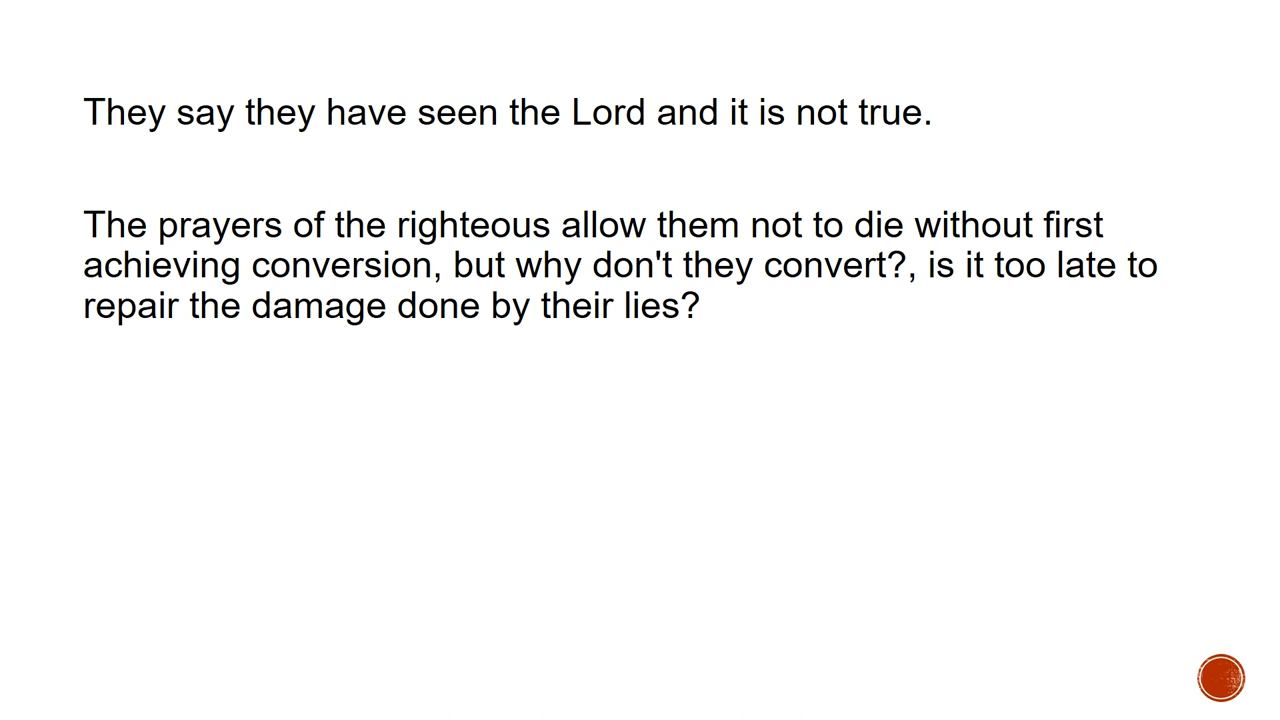 They say they have seen the Lord and it is not true.
The prayers of the righteous allow them not to die without first
achieving conversion, but why don't they convert?, is it too late to
repair the damage done by their lies?